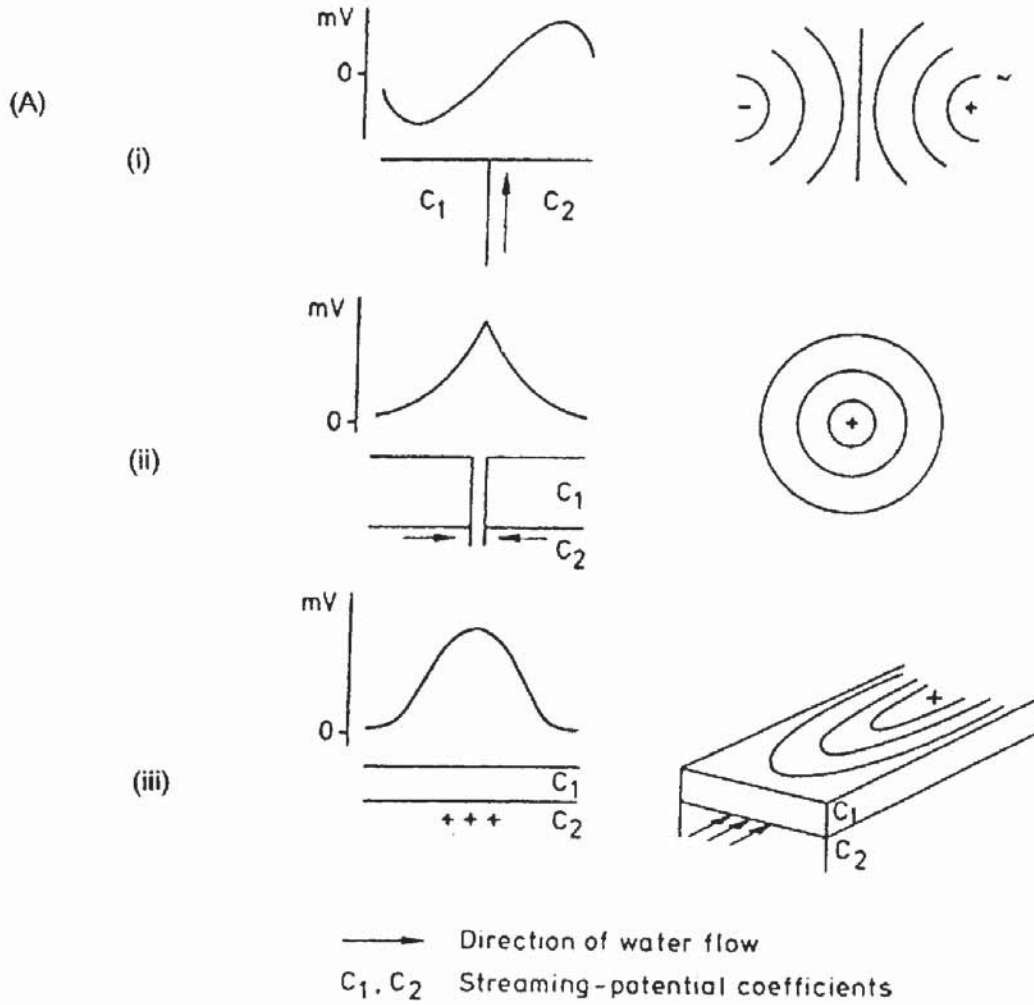 mV
0
(A)
(i)
C₁ C₂
- +
mV
0
(ii)
C₁
C₂
+
mV
0
(iii)
C₁
C₂
+ + +
+
C₁
C₂
Direction of water flow
C₁, C₂ Streaming-potential coefficients